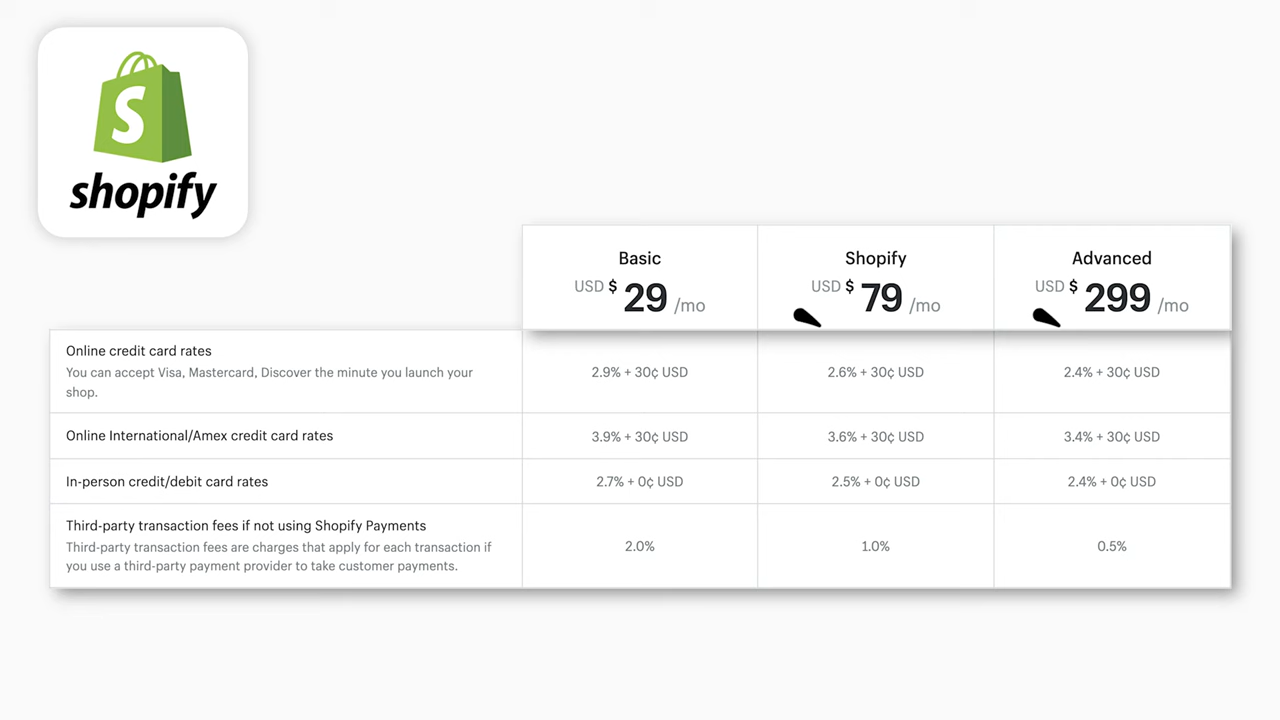 S
shopify
Basic
USD $ 29 /mo
Shopify
USD $ 79 /mo
Advanced
USD $ 299 /mo
Online credit card rates
You can accept Visa, Mastercard, Discover the minute you launch your
shop.
2.9% + 30¢ USD
2.6% + 30¢ USD
2.4% + 30¢ USD
Online International/Amex credit card rates
3.9% + 30¢ USD
3.6% + 30¢ USD
3.4% + 30¢ USD
In-person credit/debit card rates
2.7% + 0¢ USD
2.5% + 0¢ USD
2.4% + 0¢ USD
Third-party transaction fees if not using Shopify Payments
Third-party transaction fees are charges that apply for each transaction if
you use a third-party payment provider to take customer payments.
2.0%
1.0%
0.5%